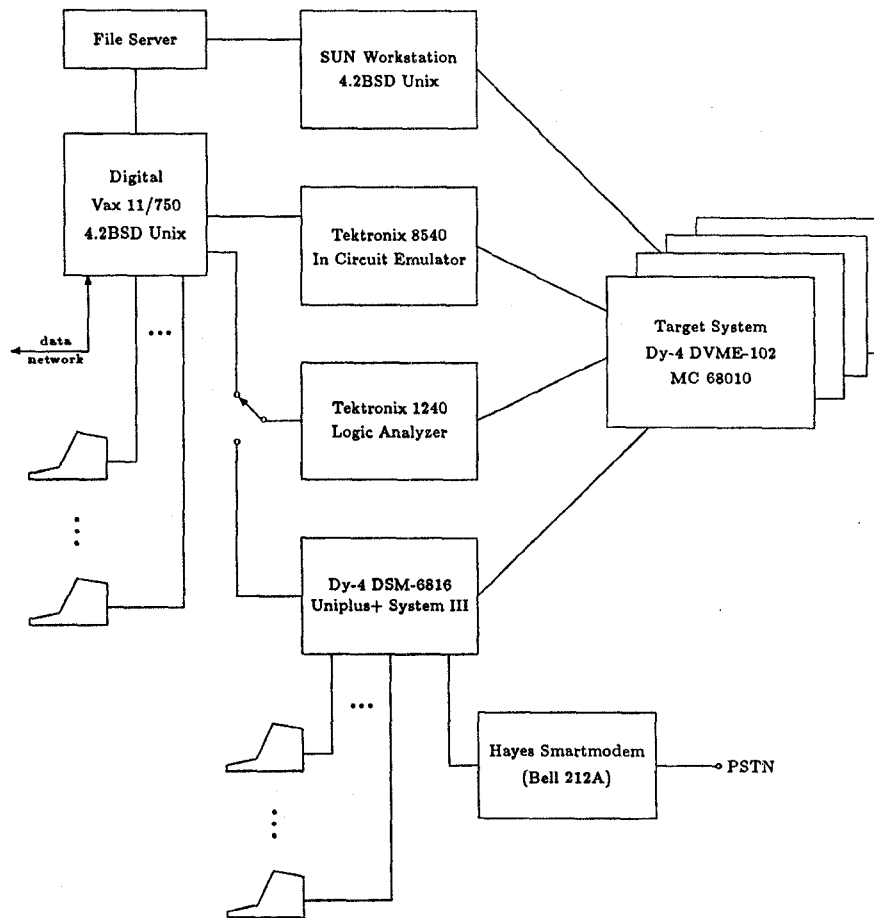 File Server
SUN Workstation
4.2BSD Unix
Digital
Vax 11/750
4.2BSD Unix
Tektronix 8540
In Circuit Emulator
Target System
Dy-4 DVME-102
MC 68010
data
network
Tektronix 1240
Logic Analyzer
Dy-4 DSM-6816
Uniplus+ System III
Hayes Smartmodem
(Bell 212A)
PSTN